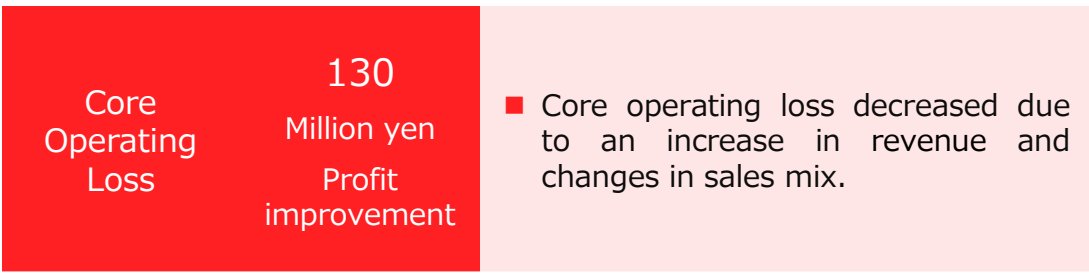 Core
Operating
Loss
130
Million yen
Profit
improvement
■ Core operating loss decreased due
to an increase in revenue and
changes in sales mix.